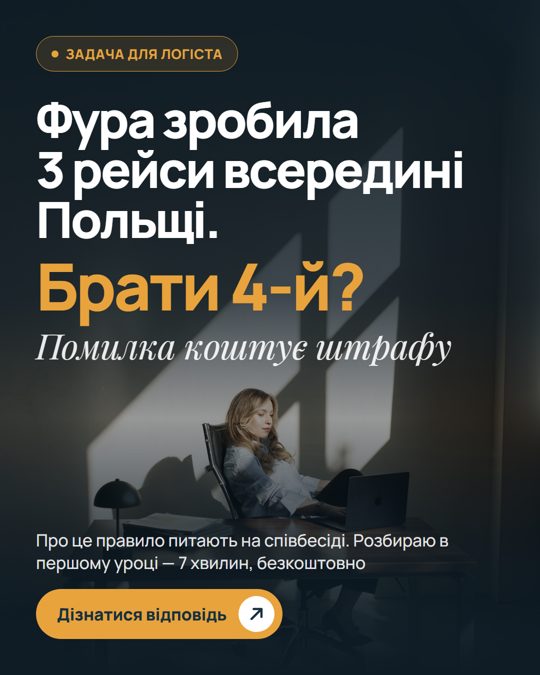 ЗАДАЧА ДЛЯ ЛОГІСТА
Фура зробила
3 рейси всередині
Польщі.
Брати 4-й?
Помилка коштує штрафу
Про це правило питають на співбесіді. Розбираю в
першому уроці — 7 хвилин, безкоштовно
Дізнатися відповідь